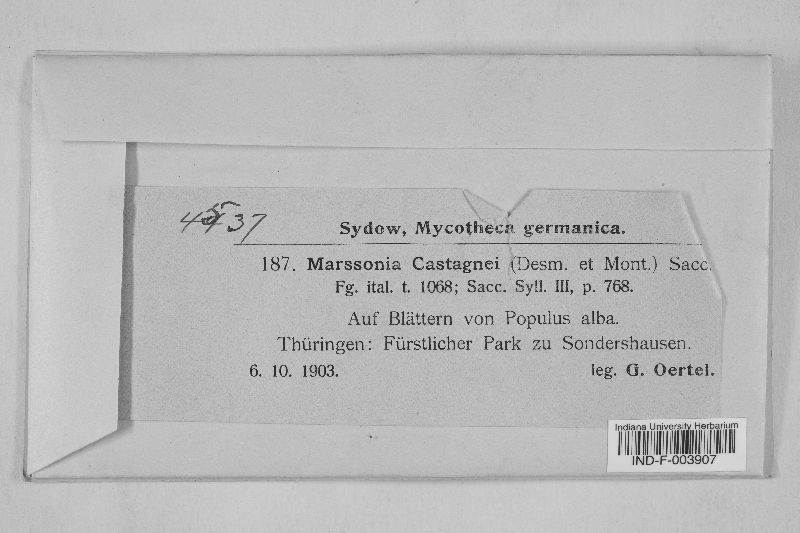 Sydow, Mycotheca germanica.
187. Marssonia Castagnei (Desm. et Mont.) Sacc.
Fg. ital. t. 1068; Sacc. Syll. III, p. 768.
Auf Blättern von Populus alba.
Thüringen: Fürstlicher Park zu Sondershausen.
6. 10. 1903. leg. G. Oertel.
Indiana University Herbarium
IND-F-003907